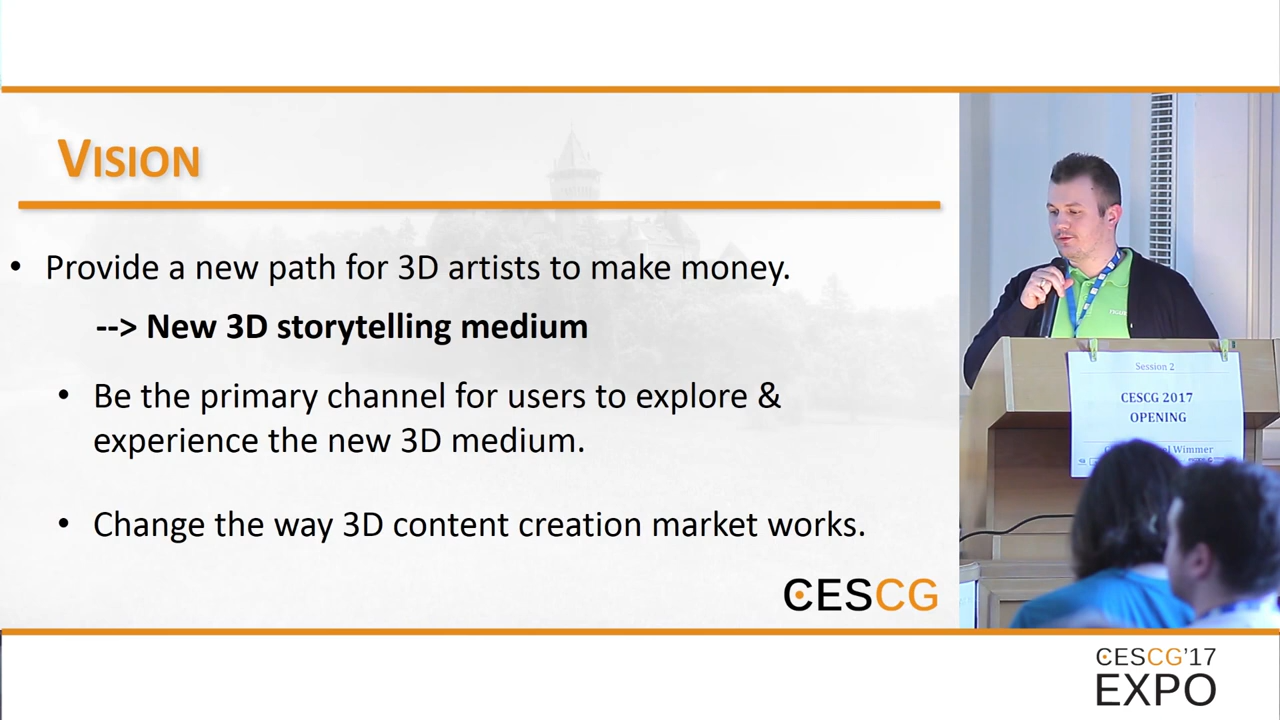 VISION
• Provide a new path for 3D artists to make money.
--> New 3D storytelling medium
• Be the primary channel for users to explore &
experience the new 3D medium.
• Change the way 3D content creation market works.
CESCG
Session 2
CESCG 2017
OPENING
Wimmer
CESCG'17
EXPO